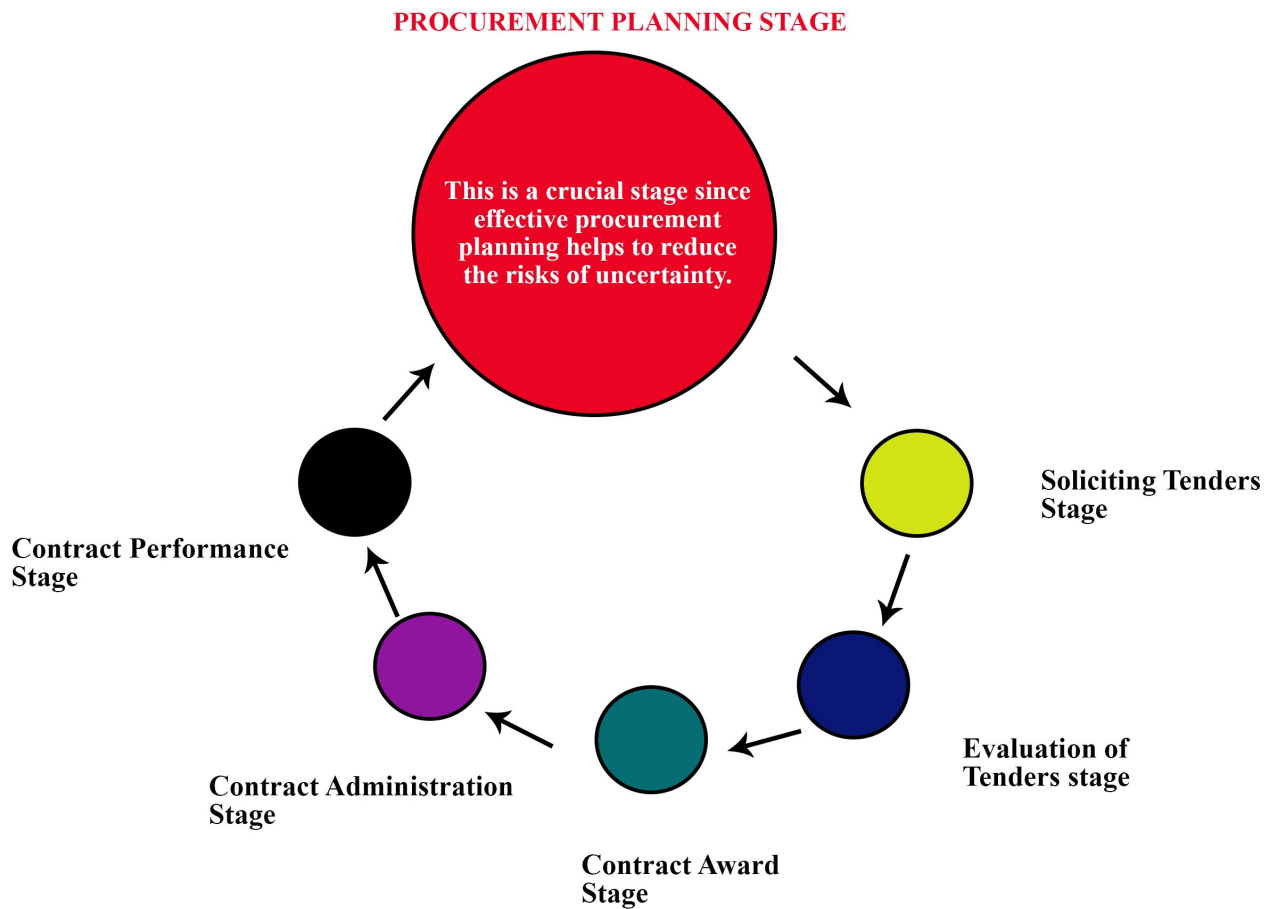 PROCUREMENT PLANNING STAGE
This is a crucial stage since
effective procurement
planning helps to reduce
the risks of uncertainty.
Soliciting Tenders
Stage
Evaluation of
Tenders stage
Contract Award
Stage
Contract Administration
Stage
Contract Performance
Stage